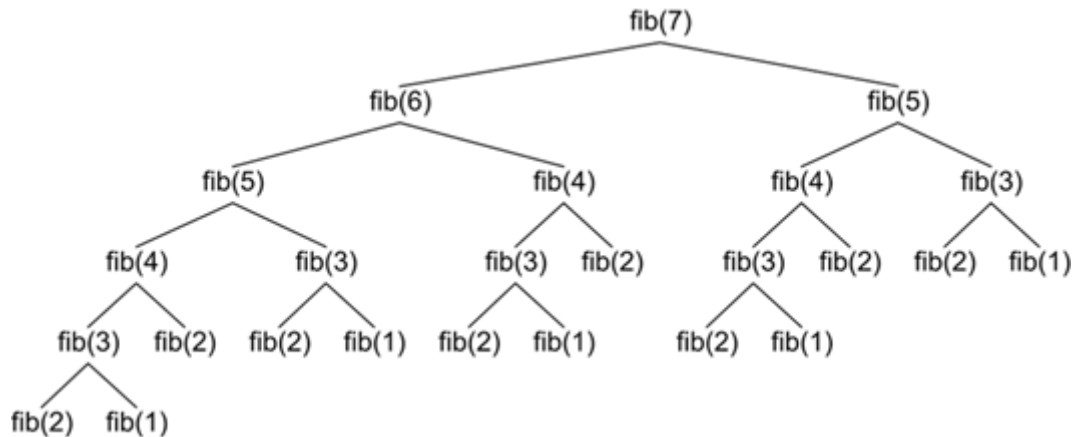 fib(7)
fib(6) fib(5)
fib(5) fib(4) fib(4) fib(3)
fib(4) fib(3) fib(3) fib(2) fib(3) fib(2) fib(2) fib(1)
fib(3) fib(2) fib(2) fib(1) fib(2) fib(1) fib(2) fib(1)
fib(2) fib(1)